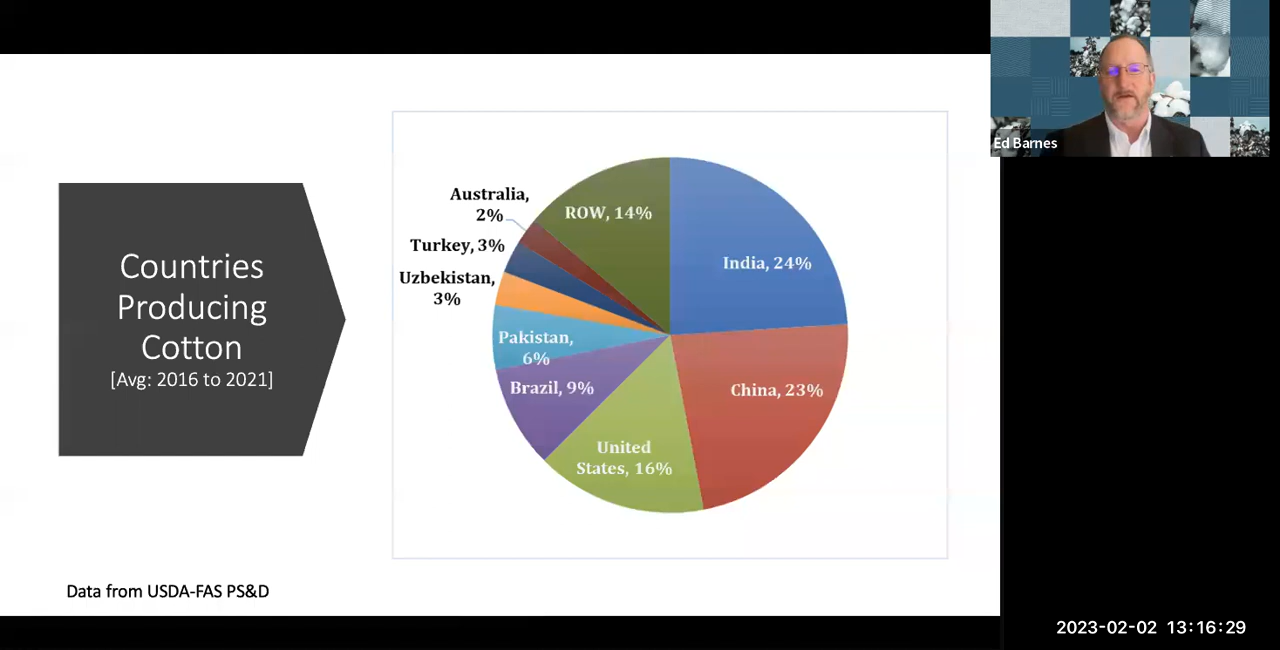 Ed Barnes
Countries
Producing
Cotton
[Avg: 2016 to 2021]
Australia,
2%
ROW, 14%
Turkey, 3%
India, 24%
Uzbekistan,
3%
Pakistan,
6%
Brazil, 9%
China, 23%
United
States, 16%
Data from USDA-FAS PS&D
2023-02-02 13:16:29